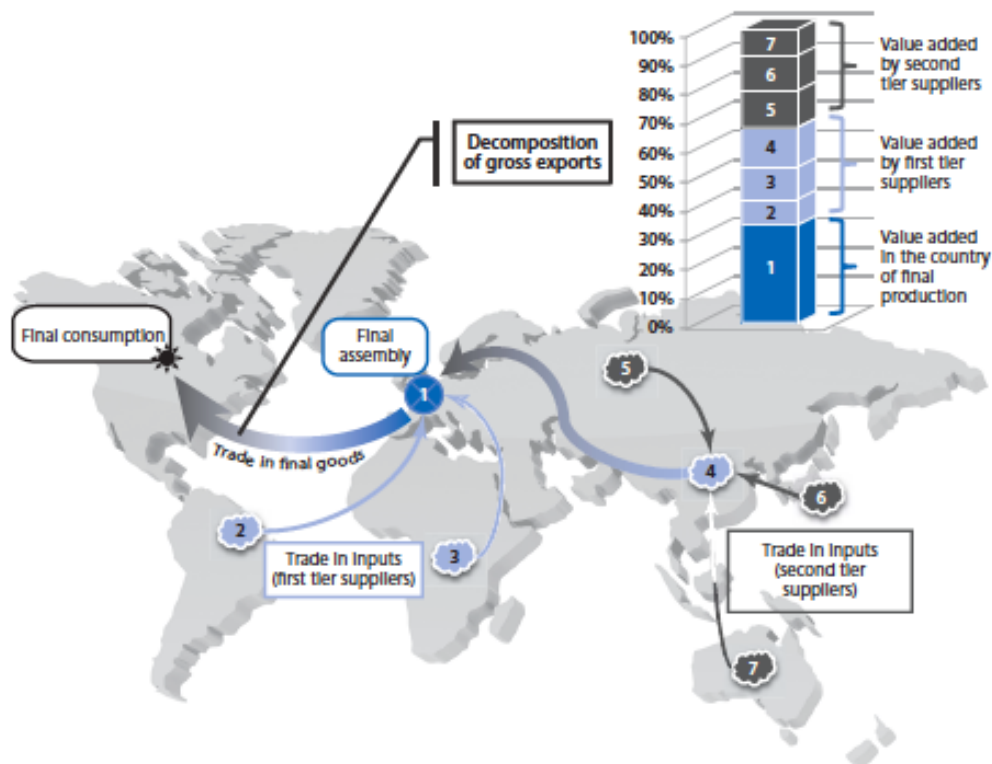 100%
90%
80%
70%
60%
50%
40%
30%
20%
10%
0%
7
6
5
4
3
2
1
Value added
by second
tier suppliers
Value added
by first tier
suppliers
Value added
in the country
of final
production
Decomposition
of gross exports
Final consumption
Final
assembly
1
Trade in final goods
2
Trade in inputs
(first tier suppliers)
3
5
4
6
Trade in inputs
(second tier
suppliers)
7